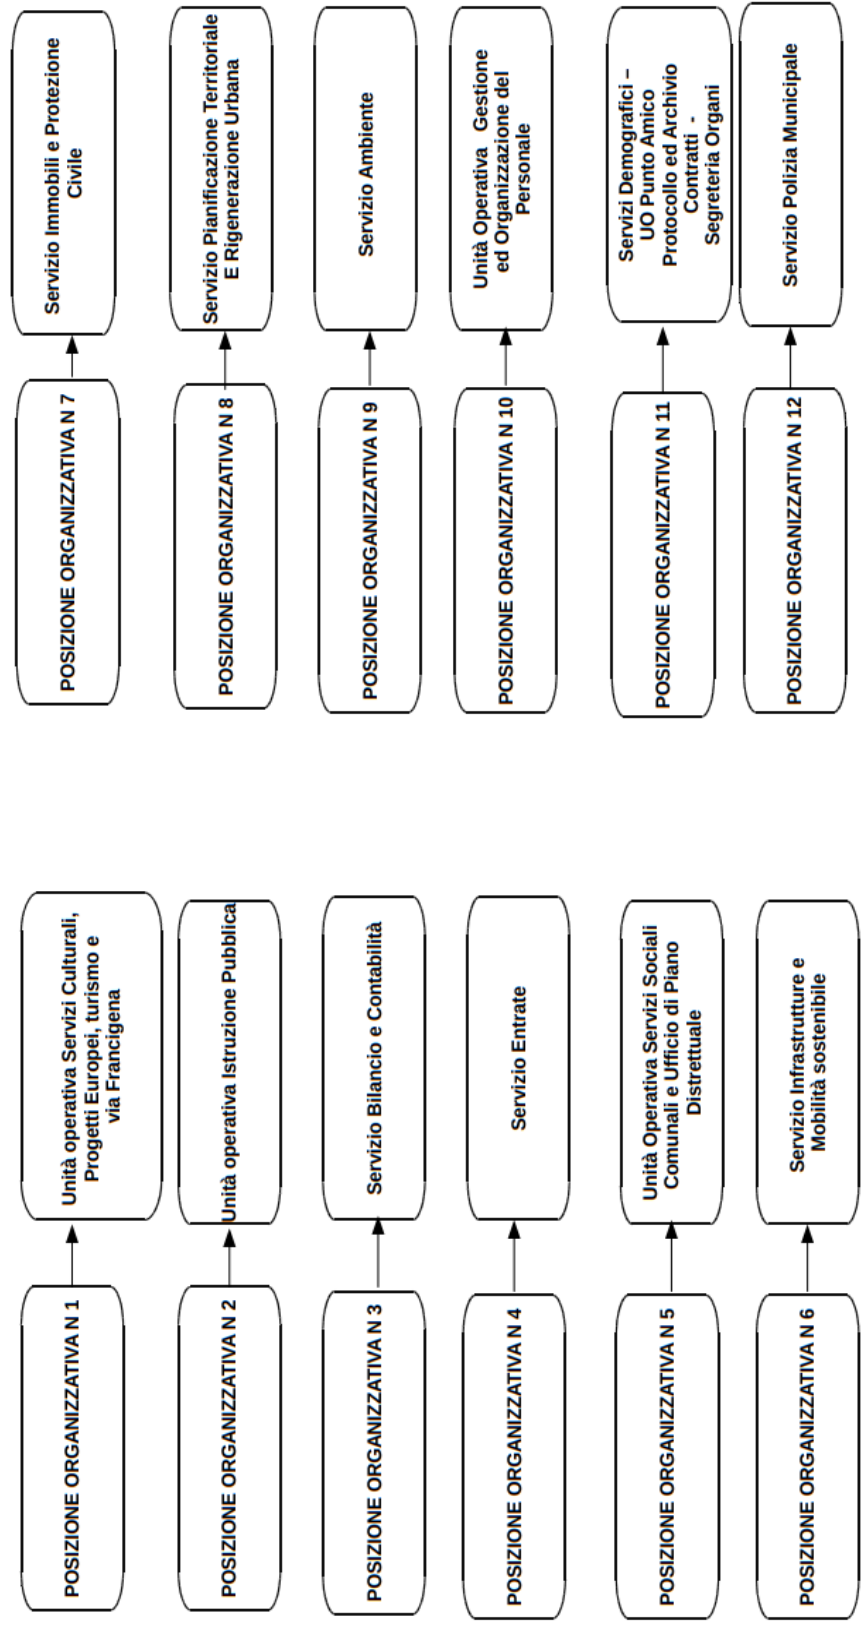 POSIZIONE ORGANIZZATIVA N 1
Unità operativa Servizi Culturali,
Progetti Europei, turismo e
via Francigena
POSIZIONE ORGANIZZATIVA N 2
Unità operativa Istruzione Pubblica
POSIZIONE ORGANIZZATIVA N 3
Servizio Bilancio e Contabilità
POSIZIONE ORGANIZZATIVA N 4
Servizio Entrate
POSIZIONE ORGANIZZATIVA N 5
Unità Operativa Servizi Sociali
Comunali e Ufficio di Piano
Distrettuale
POSIZIONE ORGANIZZATIVA N 6
Servizio Infrastrutture e
Mobilità sostenibile
POSIZIONE ORGANIZZATIVA N 7
Servizio Immobili e Protezione
Civile
POSIZIONE ORGANIZZATIVA N 8
Servizio Pianificazione Territoriale
E Rigenerazione Urbana
POSIZIONE ORGANIZZATIVA N 9
Servizio Ambiente
POSIZIONE ORGANIZZATIVA N 10
Unità Operativa Gestione
ed Organizzazione del
Personale
POSIZIONE ORGANIZZATIVA N 11
Servizi Demografici –
UO Punto Amico
Protocollo ed Archivio
Contratti -
Segreteria Organi
POSIZIONE ORGANIZZATIVA N 12
Servizio Polizia Municipale